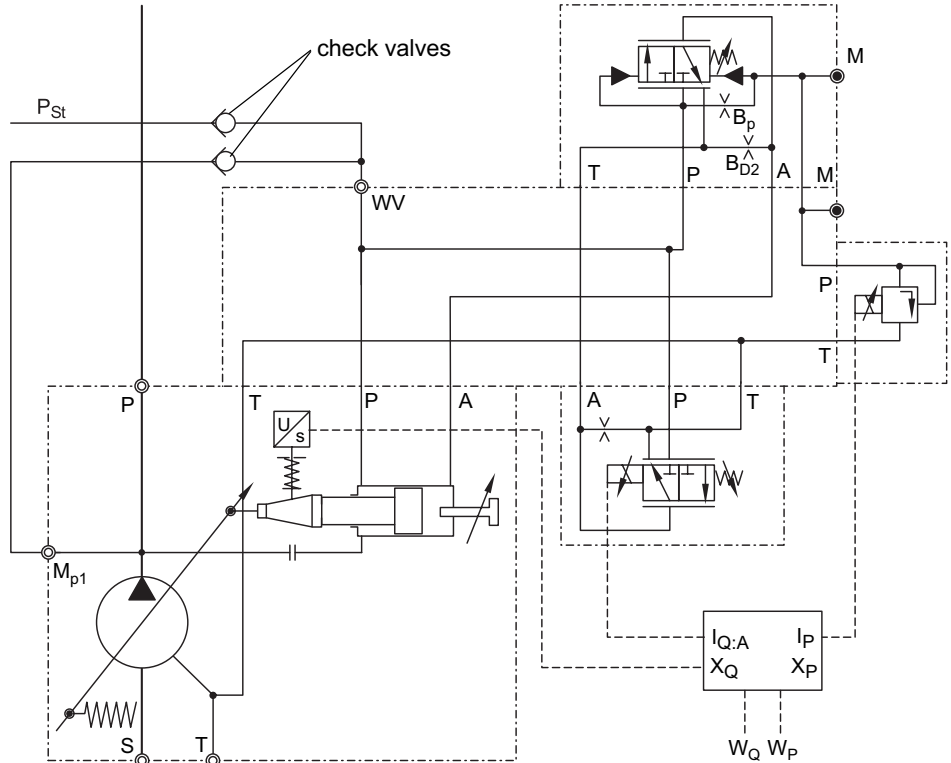 check valves
M
P_St
B_p
B_D2
T P A M
WV
P
T
P T P A A P T
U
s
M_p1
I_Q:A I_P
X_Q X_P
S T
W_Q W_P